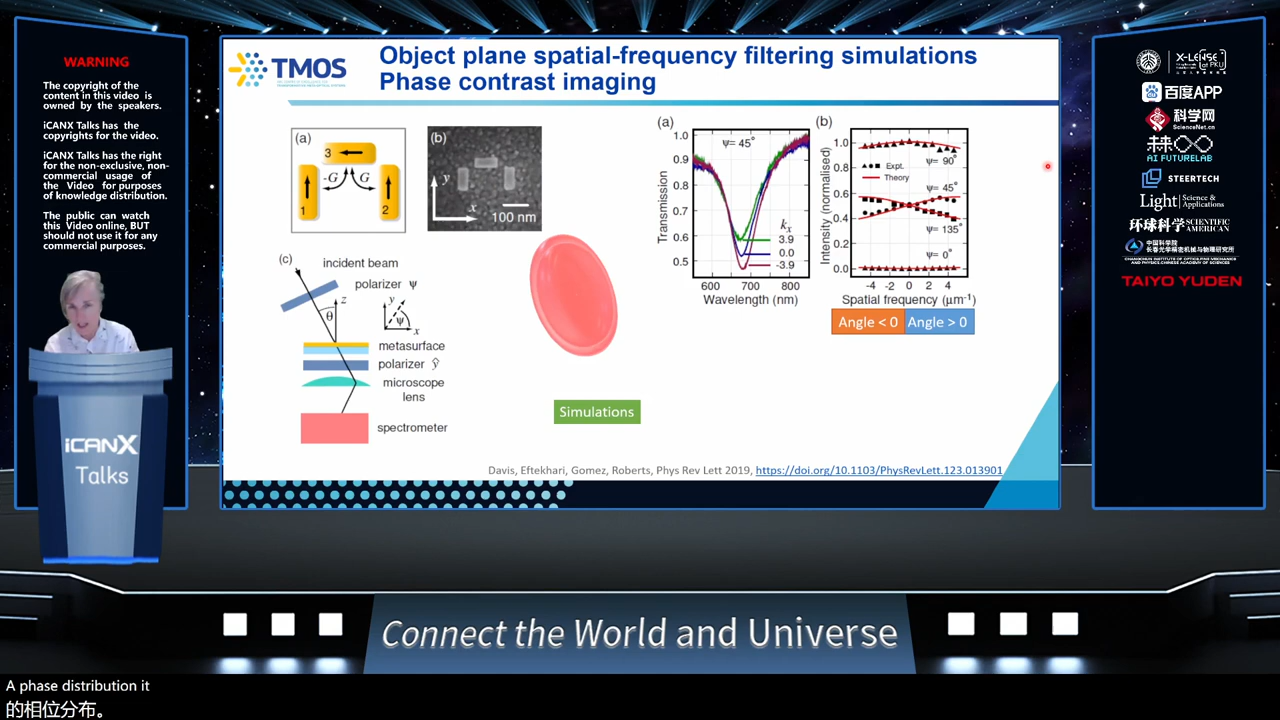 WARNING
The copyright of the
content in this video is
owned by the speakers.
iCANX Talks has the
copyrights for the video.
iCANX Talks has the right
for the non-exclusive, non-
commercial usage of
the Video for purposes
of knowledge distribution.
The public can watch
this Video online, BUT
should not use it for any
commercial purposes.
iCANX
Talks
TMOS
Object plane spatial-frequency filtering simulations
Phase contrast imaging
(a)
3
-G
G
1
2
(b)
y
x
100 nm
(c)
incident beam
polarizer ψ
z
θ
y
ψ
x
metasurface
polarizer ŷ
microscope
lens
spectrometer
Simulations
(a)
Transmission
1.0
0.9
0.8
0.7
0.6
0.5
ψ= 45°
kx
3.9
0.0
-3.9
600
700
800
Wavelength (nm)
(b)
Intensity (normalised)
1.0
0.8
0.6
0.4
0.2
0.0
Expt.
Theory
ψ= 90°
ψ= 45°
ψ= 135°
ψ= 0°
-4 -2 0 2 4
Spatial frequency (μm⁻¹)
Angle < 0
Angle > 0
Davis, Eftekhari, Gomez, Roberts, Phys Rev Lett 2019, https://doi.org/10.1103/PhysRevLett.123.013901
X-LENSE
PKU
百度APP
科学网
ScienceNet.cn
AI FUTURELAB
STEERTECH
Light Science &
Applications
环球科学 SCIENTIFIC
AMERICAN
中国科学院
长春光学精密机械与物理研究所
TAIYO YUDEN
Connect the World and Universe
A phase distribution it
的相位分布。